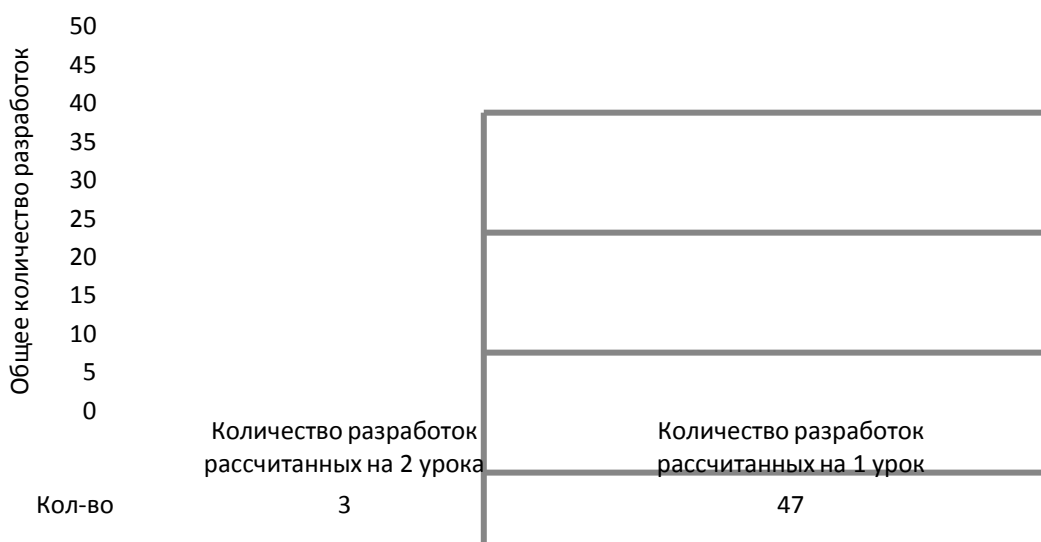 Общее количество разработок
50
45
40
35
30
25
20
15
10
5
0
Количество разработок
рассчитанных на 2 урока
Количество разработок
рассчитанных на 1 урок
Кол-во 3 47